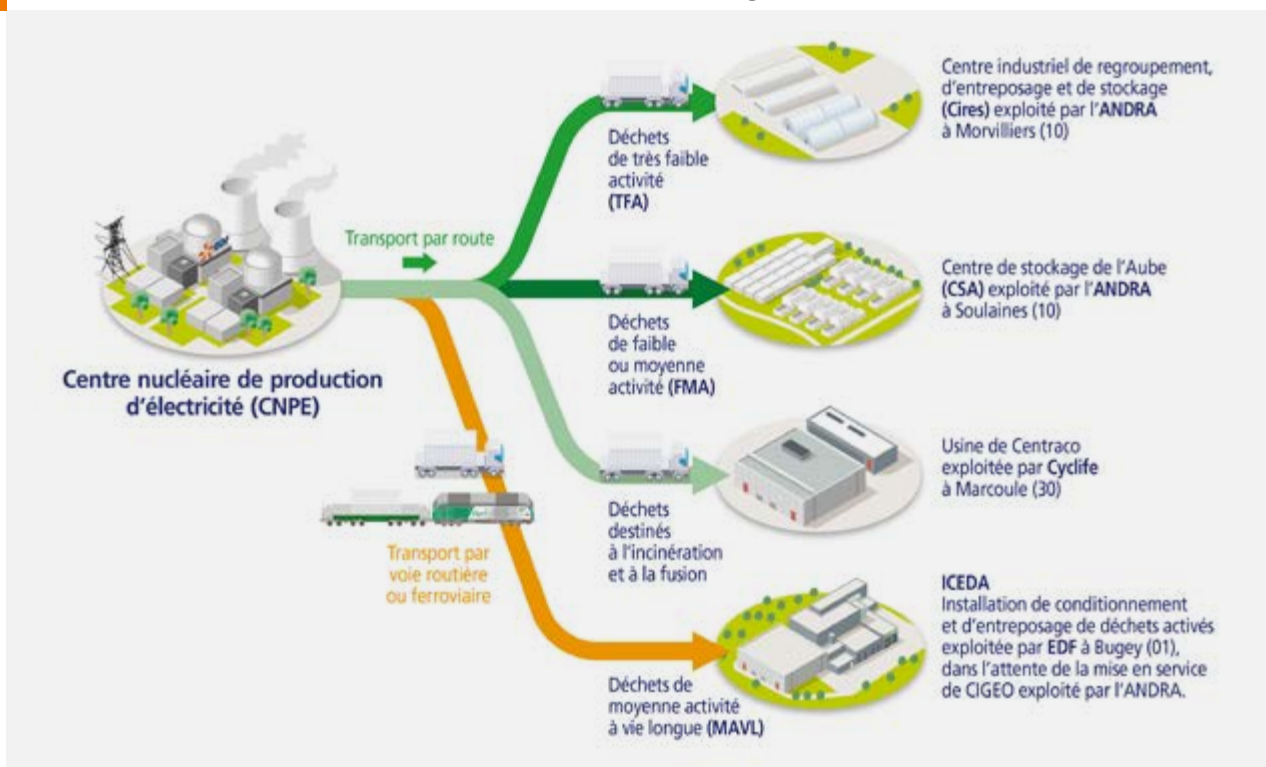 Centre industriel de regroupement,
d'entreposage et de stockage
(Cires) exploité par l'ANDRA
à Morvilliers (10)
Déchets
de très faible
activité
(TFA)
Transport par route
Centre de stockage de l'Aube
(CSA) exploité par l'ANDRA
à Soulaines (10)
Déchets
de faible
ou moyenne
activité (FMA)
Centre nucléaire de production
d'électricité (CNPE)
Usine de Centraco
exploitée par Cyclife
à Marcoule (30)
Déchets
destinés
à l'incinération
et à la fusion
Transport par
voie routière
ou ferroviaire
ICEDA
Installation de conditionnement
et d'entreposage de déchets activés
exploitée par EDF à Bugey (01),
dans l'attente de la mise en service
de CIGEO exploité par l'ANDRA.
Déchets de
moyenne activité
à vie longue (MAVL)